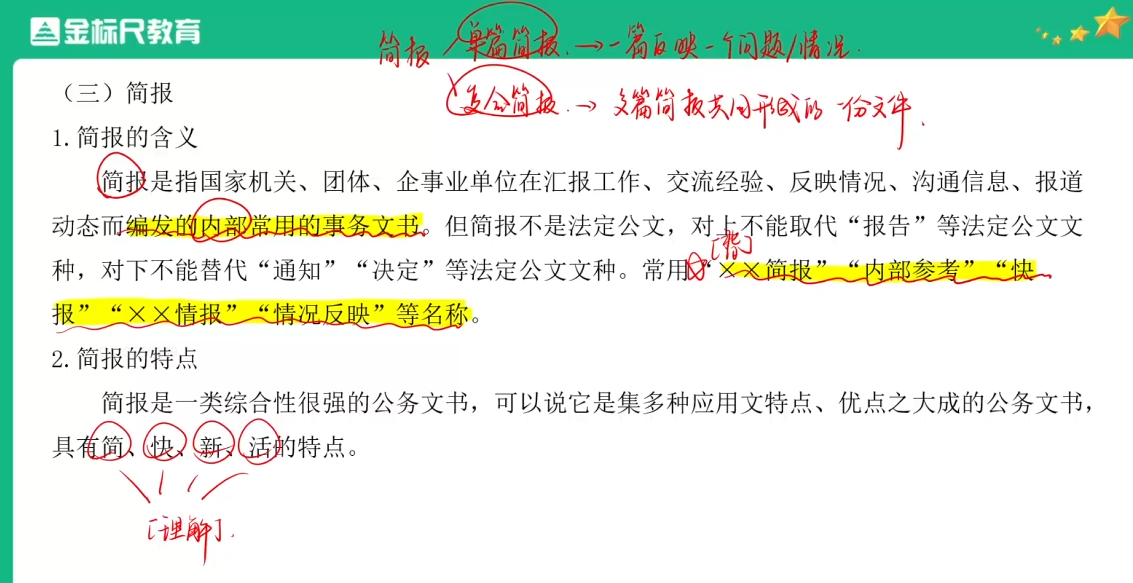 金标尺教育
简报 单篇简报.→一篇反映一个问题/情况.
复合简报.→多篇简报共同形成的一份文件.
（三）简报
1.简报的含义
简报是指国家机关、团体、企事业单位在汇报工作、交流经验、反映情况、沟通信息、报道
动态而编发的内部常用的事务文书。但简报不是法定公文，对上不能取代“报告”等法定公文文
种，对下不能替代“通知”“决定”等法定公文文种。常用“××简报”“内部参考”“快
报”“××情报”“情况反映”等名称。
2.简报的特点
简报是一类综合性很强的公务文书，可以说它是集多种应用文特点、优点之大成的公务文书，
具有简、快、新、活的特点。
[理解].